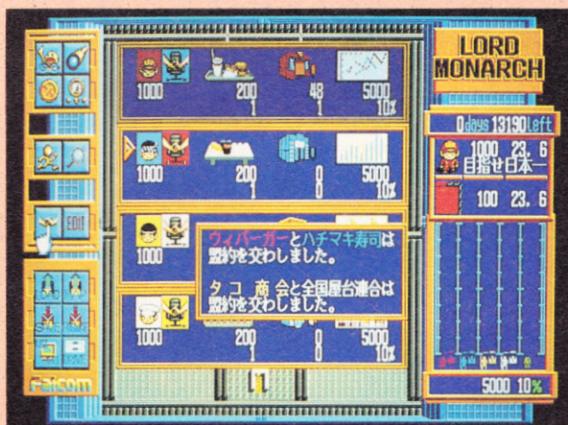 LORD
MONARCH
1000 200 48 5000
1 1 10%
0days 13190left
1000 23. 6
目指せ日本一
100 23. 6
1000 200 0 5000
1 0 10%
EDIT
1000
ウィバーガーとハチマキ寿司は
盟約を交わしました。
タコ商会と全国屋台連合は
盟約を交わしました。
1000 200 0 5000
1 0 10%
Falcom
5000 10%